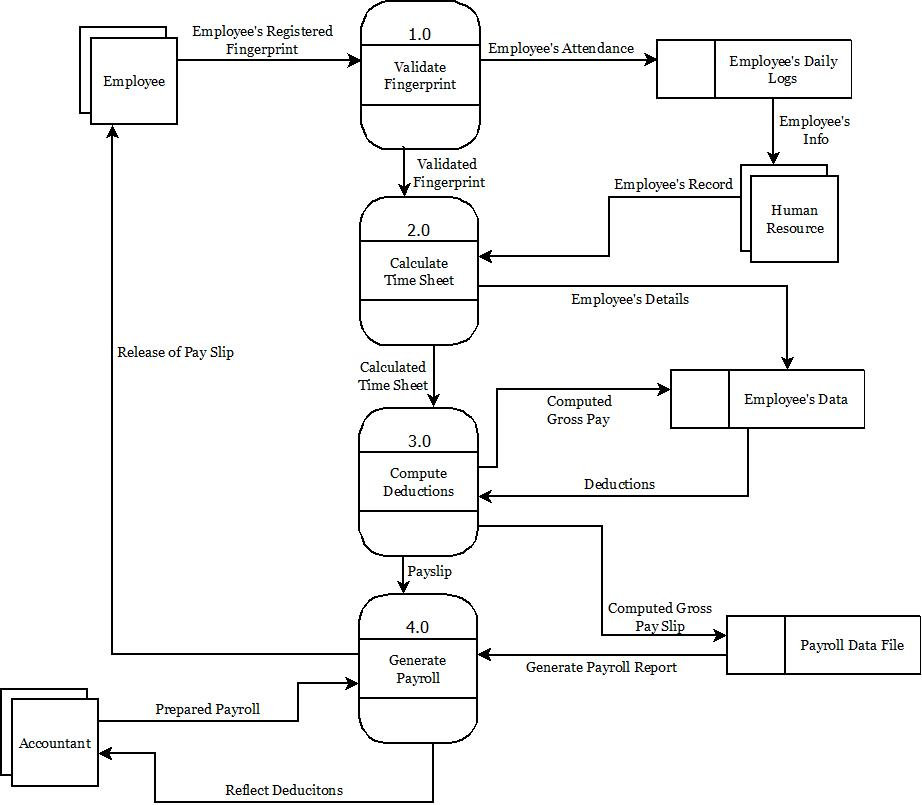 1.0
Employee's Registered
Fingerprint
Employee's Attendance
Employee
Validate
Fingerprint
Employee's Daily
Logs
Employee's
Info
Validated
Fingerprint
Employee's Record
Human
Resource
2.0
Calculate
Time Sheet
Employee's Details
Release of Pay Slip
Calculated
Time Sheet
Computed
Gross Pay
Employee's Data
3.0
Compute
Deductions
Deductions
Payslip
Computed Gross
Pay Slip
4.0
Generate
Payroll
Payroll Data File
Generate Payroll Report
Prepared Payroll
Accountant
Reflect Deducitons